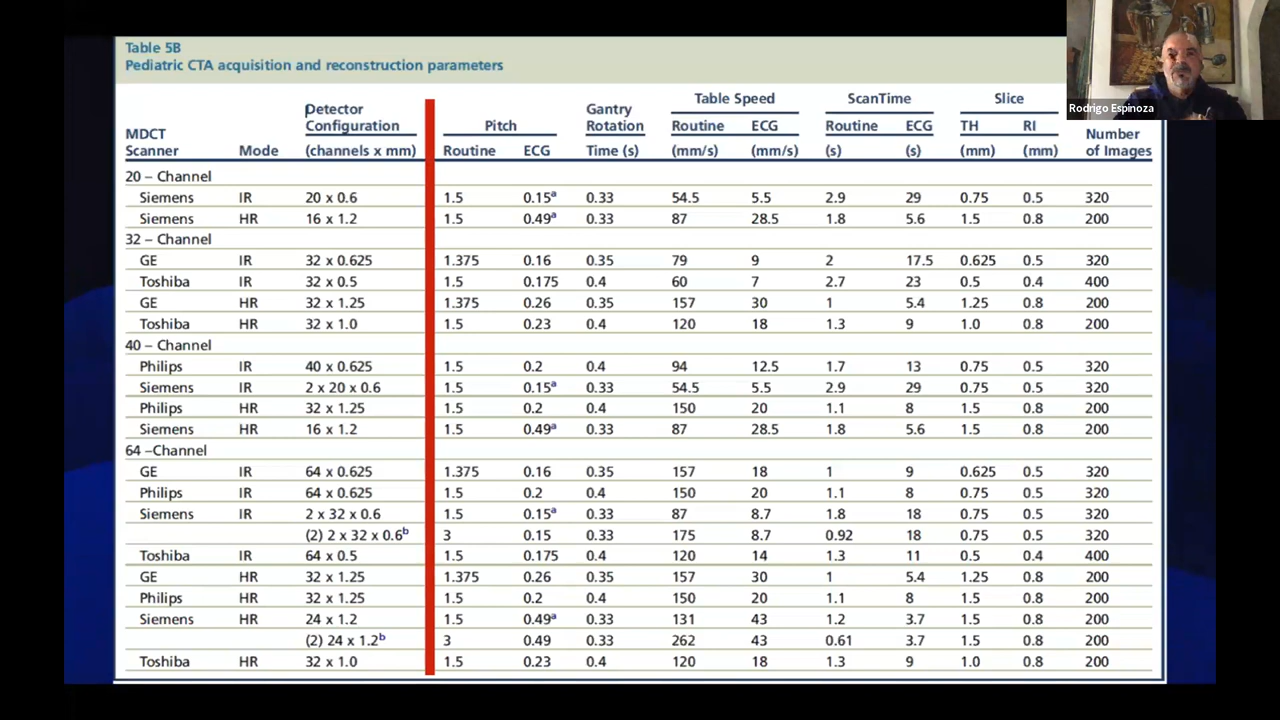 Table 5B
Pediatric CTA acquisition and reconstruction parameters
Rodrigo Espinoza
Detector Gantry Table Speed ScanTime Slice
MDCT Configuration Pitch Rotation Routine ECG Routine ECG TH RI Number
Scanner Mode (channels x mm) Routine ECG Time (s) (mm/s) (mm/s) (s) (s) (mm) (mm) of Images
20 – Channel
Siemens IR 20 x 0.6 1.5 0.15a 0.33 54.5 5.5 2.9 29 0.75 0.5 320
Siemens HR 16 x 1.2 1.5 0.49a 0.33 87 28.5 1.8 5.6 1.5 0.8 200
32 – Channel
GE IR 32 x 0.625 1.375 0.16 0.35 79 9 2 17.5 0.625 0.5 320
Toshiba IR 32 x 0.5 1.5 0.175 0.4 60 7 2.7 23 0.5 0.4 400
GE HR 32 x 1.25 1.375 0.26 0.35 157 30 1 5.4 1.25 0.8 200
Toshiba HR 32 x 1.0 1.5 0.23 0.4 120 18 1.3 9 1.0 0.8 200
40 – Channel
Philips IR 40 x 0.625 1.5 0.2 0.4 94 12.5 1.7 13 0.75 0.5 320
Siemens IR 2 x 20 x 0.6 1.5 0.15a 0.33 54.5 5.5 2.9 29 0.75 0.5 320
Philips HR 32 x 1.25 1.5 0.2 0.4 150 20 1.1 8 1.5 0.8 200
Siemens HR 16 x 1.2 1.5 0.49a 0.33 87 28.5 1.8 5.6 1.5 0.8 200
64 –Channel
GE IR 64 x 0.625 1.375 0.16 0.35 157 18 1 9 0.625 0.5 320
Philips IR 64 x 0.625 1.5 0.2 0.4 150 20 1.1 8 0.75 0.5 320
Siemens IR 2 x 32 x 0.6 1.5 0.15a 0.33 87 8.7 1.8 18 0.75 0.5 320
(2) 2 x 32 x 0.6b 3 0.15 0.33 175 8.7 0.92 18 0.75 0.5 320
Toshiba IR 64 x 0.5 1.5 0.175 0.4 120 14 1.3 11 0.5 0.4 400
GE HR 32 x 1.25 1.375 0.26 0.35 157 30 1 5.4 1.25 0.8 200
Philips HR 32 x 1.25 1.5 0.2 0.4 150 20 1.1 8 1.5 0.8 200
Siemens HR 24 x 1.2 1.5 0.49a 0.33 131 43 1.2 3.7 1.5 0.8 200
(2) 24 x 1.2b 3 0.49 0.33 262 43 0.61 3.7 1.5 0.8 200
Toshiba HR 32 x 1.0 1.5 0.23 0.4 120 18 1.3 9 1.0 0.8 200